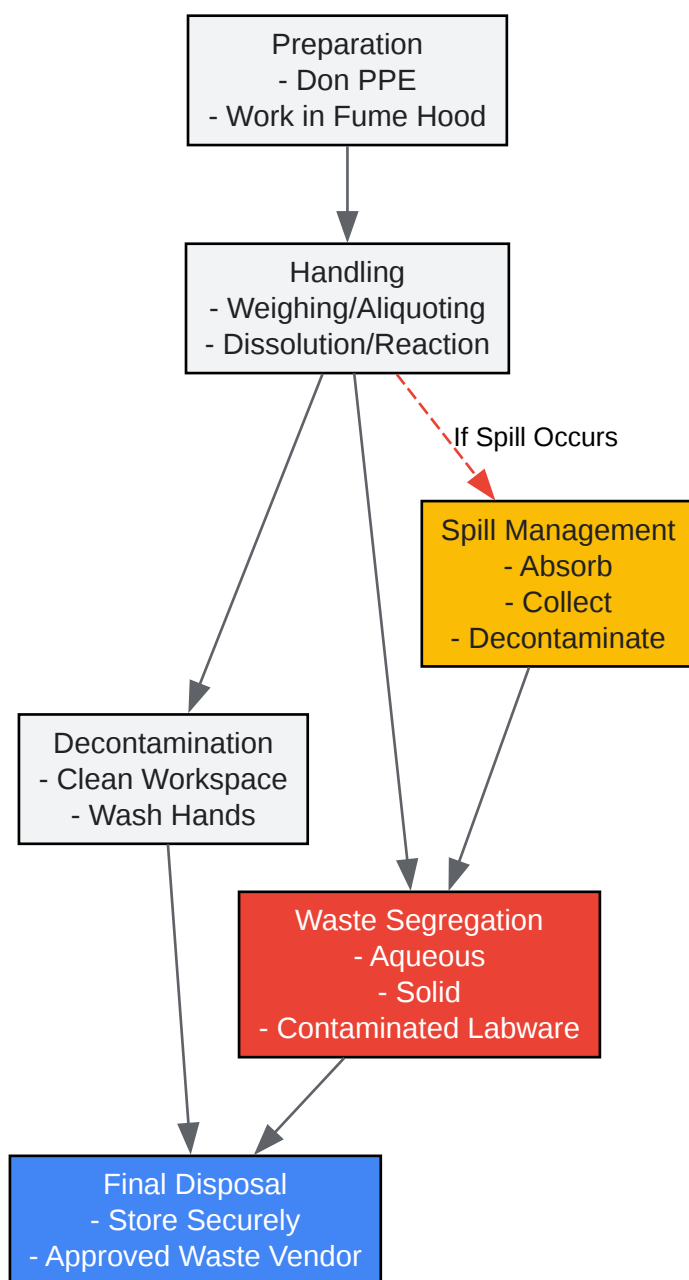 Preparation
- Don PPE
- Work in Fume Hood
Handling
- Weighing/Aliquoting
- Dissolution/Reaction
If Spill Occurs
Spill Management
- Absorb
- Collect
- Decontaminate
Decontamination
- Clean Workspace
- Wash Hands
Waste Segregation
- Aqueous
- Solid
- Contaminated Labware
Final Disposal
- Store Securely
- Approved Waste Vendor